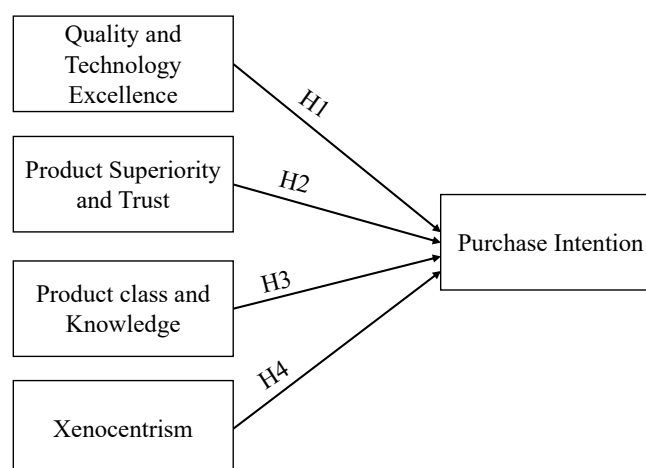 Quality and
Technology
Excellence
H1
Product Superiority
and Trust
H2
Purchase Intention
Product class and
Knowledge
H3
Xenocentrism
H4